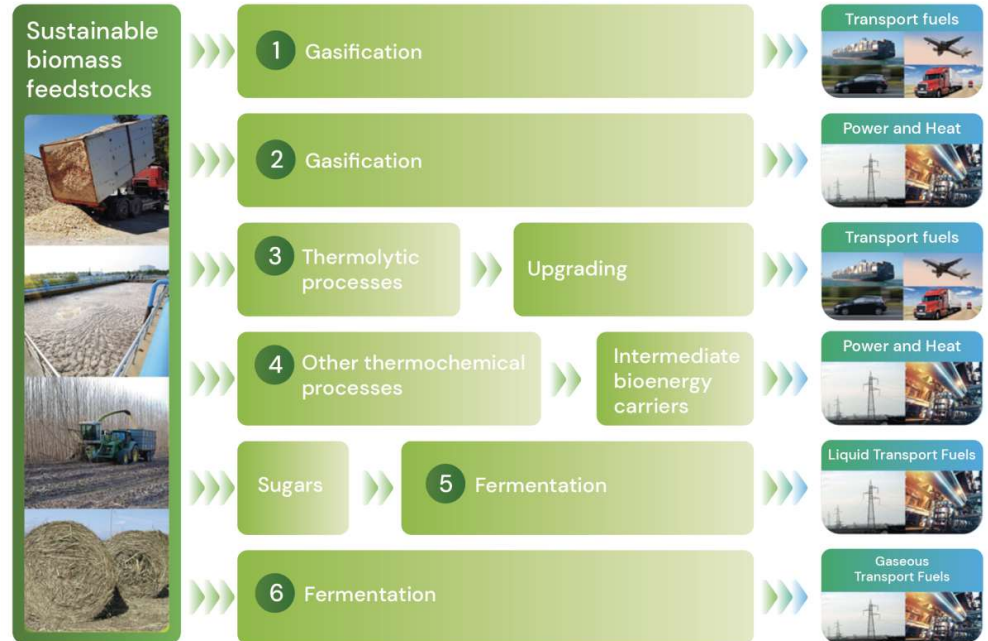 Sustainable
biomass
feedstocks
1 Gasification
Transport fuels
2 Gasification
Power and Heat
3 Thermolytic
processes
Upgrading
Transport fuels
4 Other thermochemical
processes
Intermediate
bioenergy
carriers
Power and Heat
Sugars
5 Fermentation
Liquid Transport Fuels
6 Fermentation
Gaseous
Transport Fuels